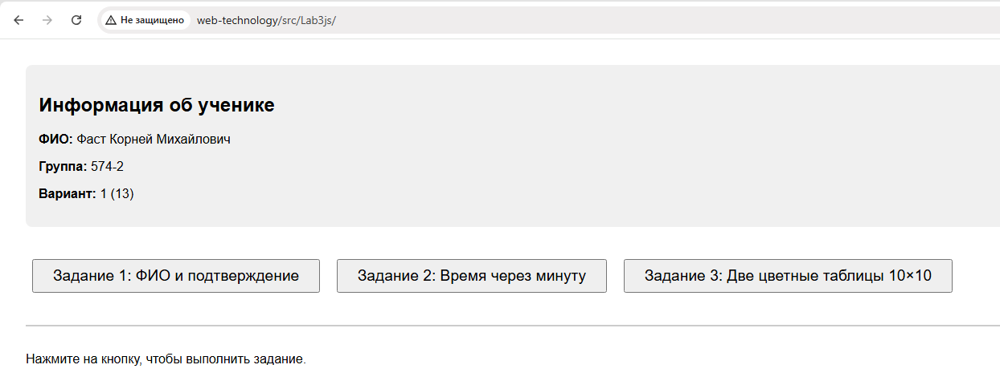 Не защищено web-technology/src/Lab3js/
Информация об ученике
ФИО: Фаст Корней Михайлович
Группа: 574-2
Вариант: 1 (13)
Задание 1: ФИО и подтверждение Задание 2: Время через минуту Задание 3: Две цветные таблицы 10×10
Нажмите на кнопку, чтобы выполнить задание.